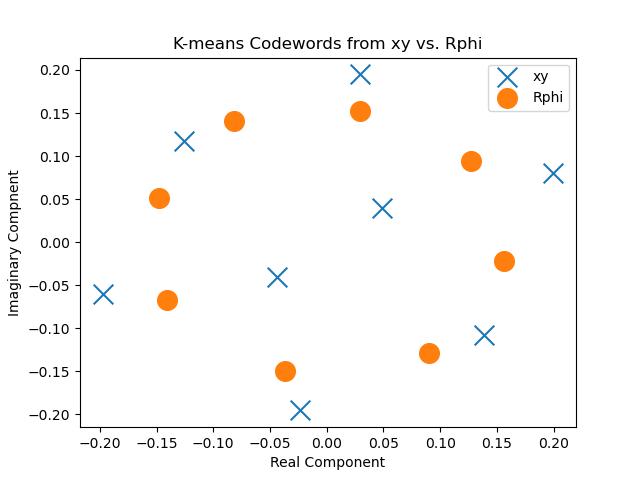 K-means Codewords from xy vs. Rphi
xy
Rphi
Imaginary Compnent
0.20
0.15
0.10
0.05
0.00
−0.05
−0.10
−0.15
−0.20
−0.20 −0.15 −0.10 −0.05 0.00 0.05 0.10 0.15 0.20
Real Component